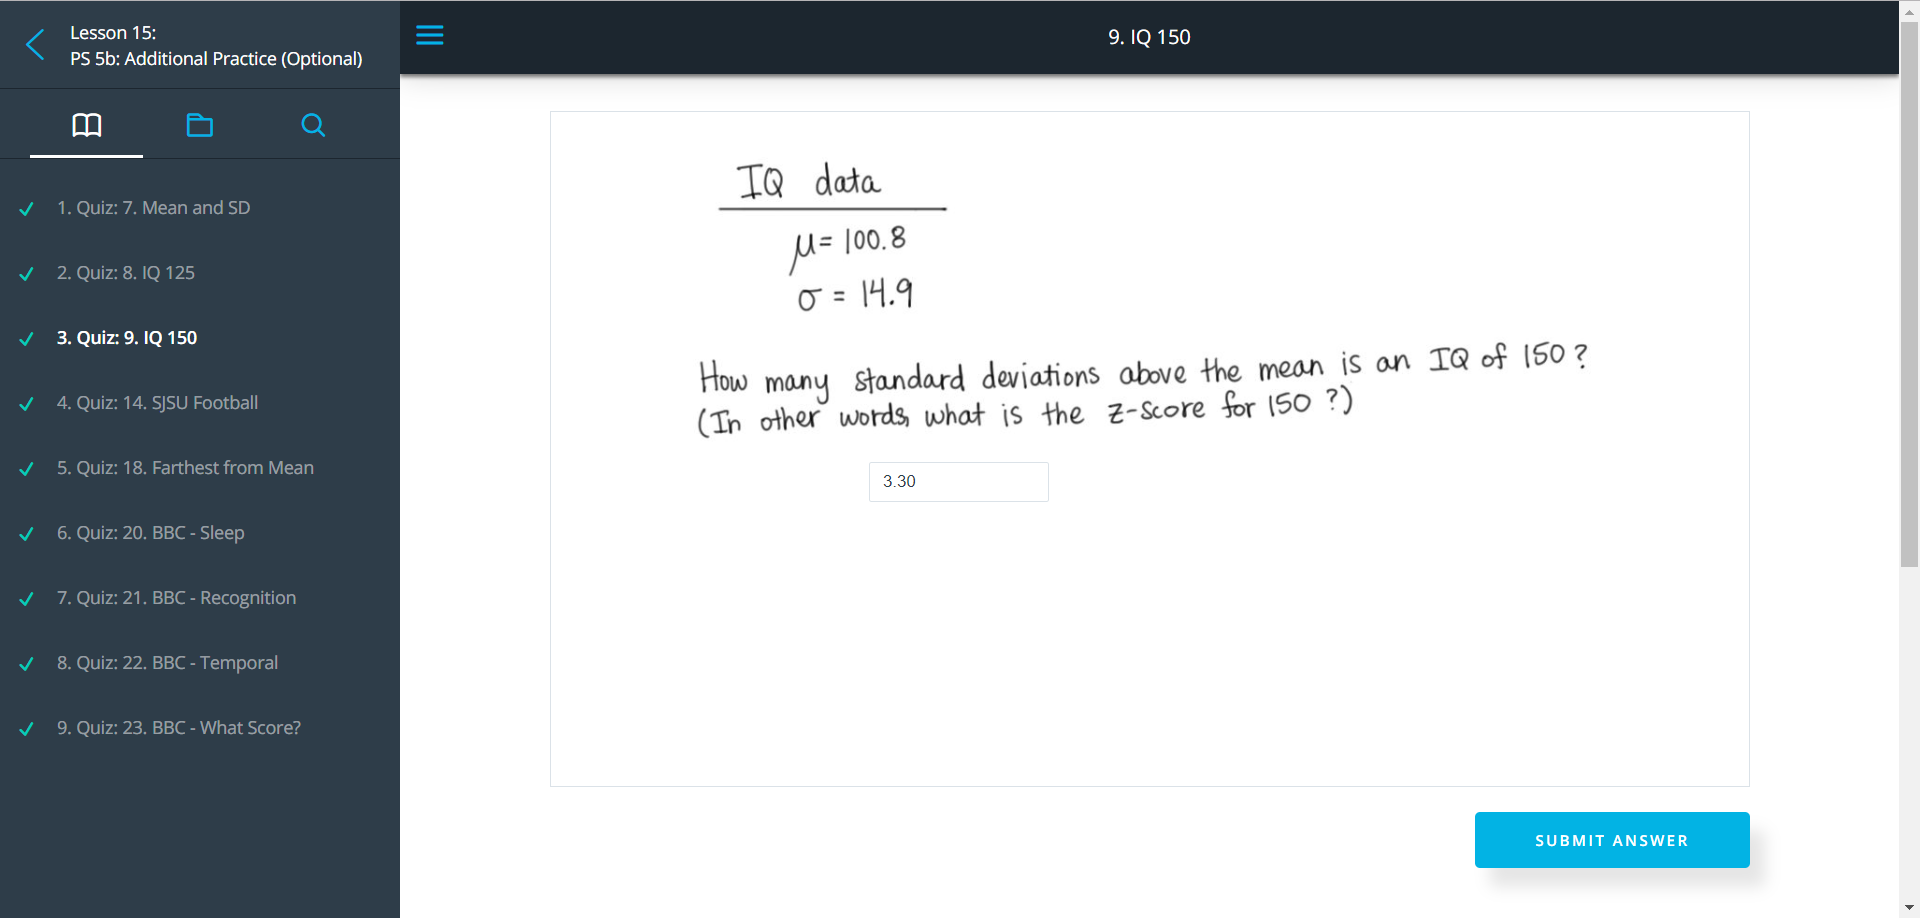 Lesson 15:
PS 5b: Additional Practice (Optional)
1. Quiz: 7. Mean and SD
2. Quiz: 8. IQ 125
3. Quiz: 9. IQ 150
4. Quiz: 14. SJSU Football
5. Quiz: 18. Farthest from Mean
6. Quiz: 20. BBC - Sleep
7. Quiz: 21. BBC - Recognition
8. Quiz: 22. BBC - Temporal
9. Quiz: 23. BBC - What Score?
9. IQ 150
IQ data
μ = 100.8
σ = 14.9
How many standard deviations above the mean is an IQ of 150?
(In other words, what is the z-score for 150?)
3.30
SUBMIT ANSWER